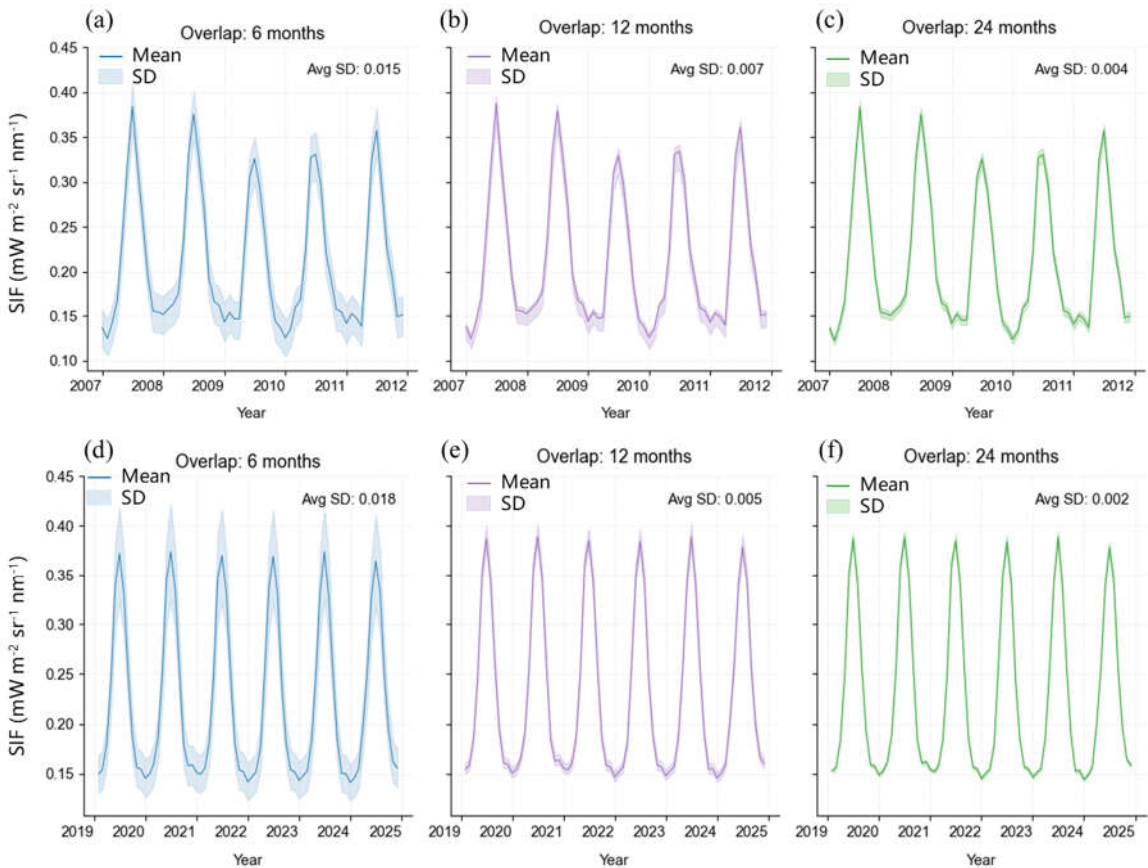 (a)
Overlap: 6 months
Mean
SD
Avg SD: 0.015
SIF (mW m⁻² sr⁻¹ nm⁻¹)
0.45
0.40
0.35
0.30
0.25
0.20
0.15
0.10
2007 2008 2009 2010 2011 2012
Year
(b)
Overlap: 12 months
Mean
SD
Avg SD: 0.007
2007 2008 2009 2010 2011 2012
Year
(c)
Overlap: 24 months
Mean
SD
Avg SD: 0.004
2007 2008 2009 2010 2011 2012
Year
(d)
Overlap: 6 months
Mean
SD
Avg SD: 0.018
SIF (mW m⁻² sr⁻¹ nm⁻¹)
0.45
0.40
0.35
0.30
0.25
0.20
0.15
2019 2020 2021 2022 2023 2024 2025
Year
(e)
Overlap: 12 months
Mean
SD
Avg SD: 0.005
2019 2020 2021 2022 2023 2024 2025
Year
(f)
Overlap: 24 months
Mean
SD
Avg SD: 0.002
2019 2020 2021 2022 2023 2024 2025
Year